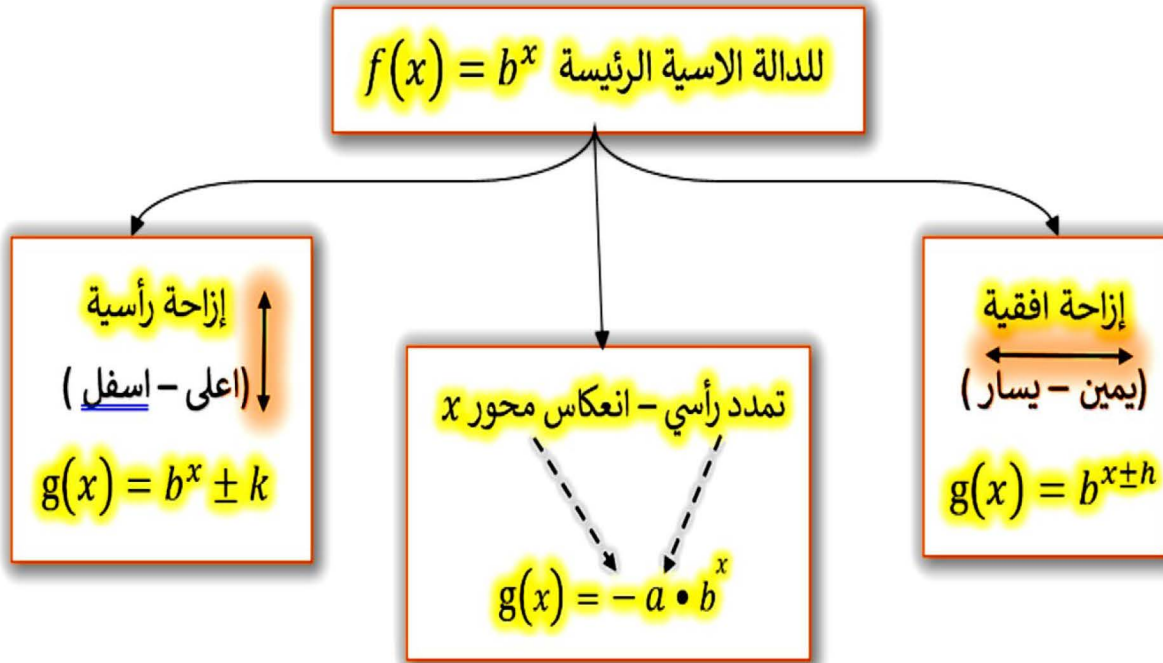 للدالة الاسية الرئيسة f(x) = b^x
إزاحة افقية
(يمين – يسار)
g(x) = b^{x±h}
تمدد رأسي – انعكاس محور x
g(x) = – a • b^x
إزاحة رأسية
(اعلى – اسفل)
g(x) = b^x ± k